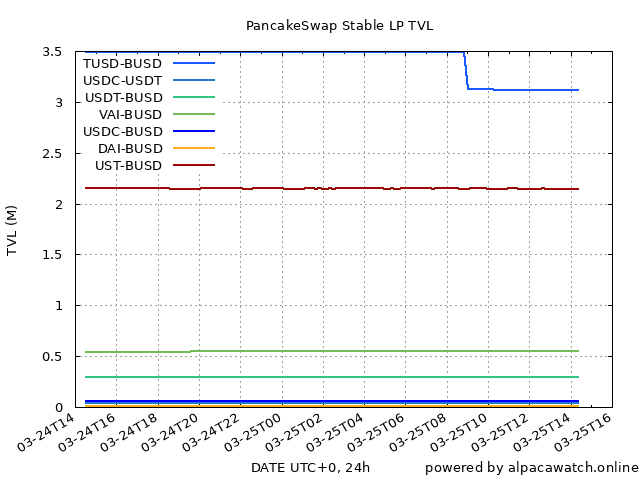 PancakeSwap Stable LP TVL
TVL (M)
3.5
3
2.5
2
1.5
1
0.5
0
TUSD-BUSD
USDC-USDT
USDT-BUSD
VAI-BUSD
USDC-BUSD
DAI-BUSD
UST-BUSD
03-24T14
03-24T16
03-24T18
03-24T20
03-24T22
03-25T00
03-25T02
03-25T04
03-25T06
03-25T08
03-25T10
03-25T12
03-25T14
03-25T16
DATE UTC+0, 24h
powered by alpacawatch.online